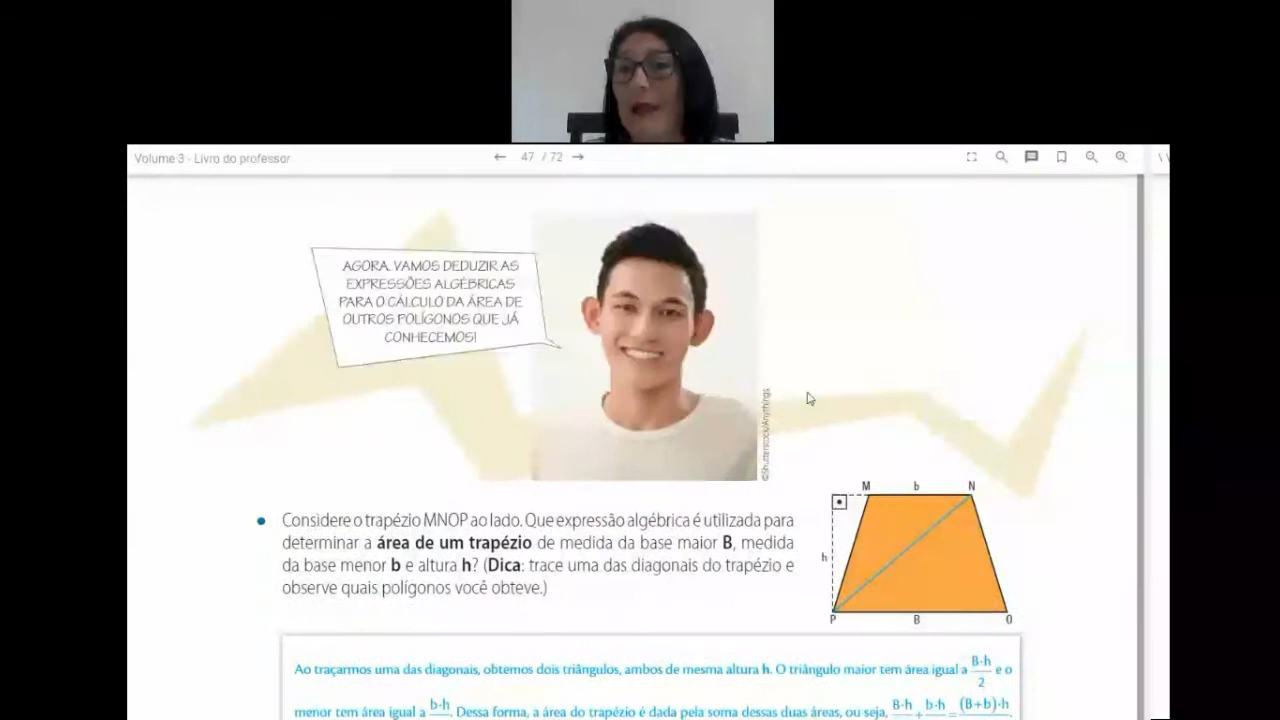 Volume 3 - Livro do professor
47 / 72
AGORA, VAMOS DEDUZIR AS
EXPRESSÕES ALGÉBRICAS
PARA O CÁLCULO DA ÁREA DE
OUTROS POLÍGONOS QUE JÁ
CONHECEMOS!
©Shutterstock/Anythings
Considere o trapézio MNOP ao lado. Que expressão algébrica é utilizada para
determinar a área de um trapézio de medida da base maior B, medida
da base menor b e altura h? (Dica: trace uma das diagonais do trapézio e
observe quais polígonos você obteve.)
M b N
h
P B O
Ao traçarmos uma das diagonais, obtemos dois triângulos, ambos de mesma altura h. O triângulo maior tem área igual a B·h/2 e o
menor tem área igual a b·h. Dessa forma, a área do trapézio é dada pela soma dessas duas áreas, ou seja, B·h + b·h = (B+b)·h.